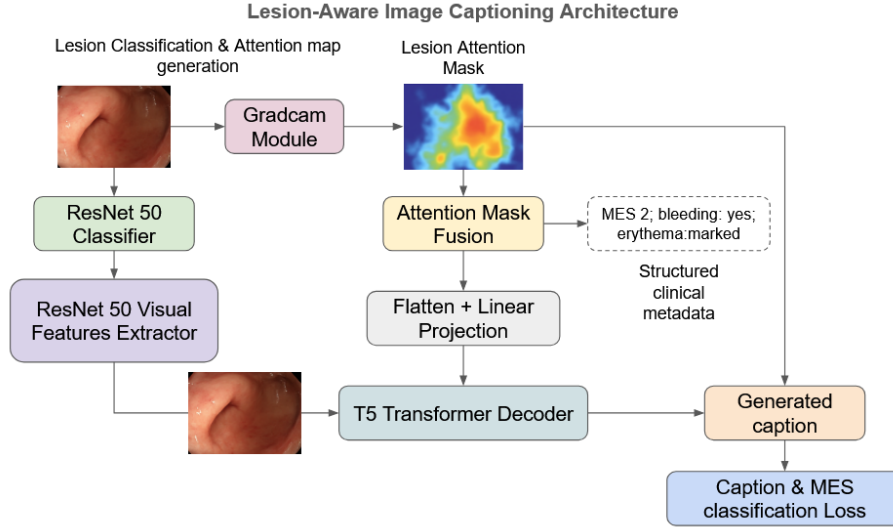 Lesion-Aware Image Captioning Architecture
Lesion Classification & Attention map
generation
Lesion Attention
Mask
Gradcam
Module
ResNet 50
Classifier
Attention Mask
Fusion
MES 2; bleeding: yes;
erythema:marked
Structured
clinical
metadata
ResNet 50 Visual
Features Extractor
Flatten + Linear
Projection
T5 Transformer Decoder
Generated
caption
Caption & MES
classification Loss